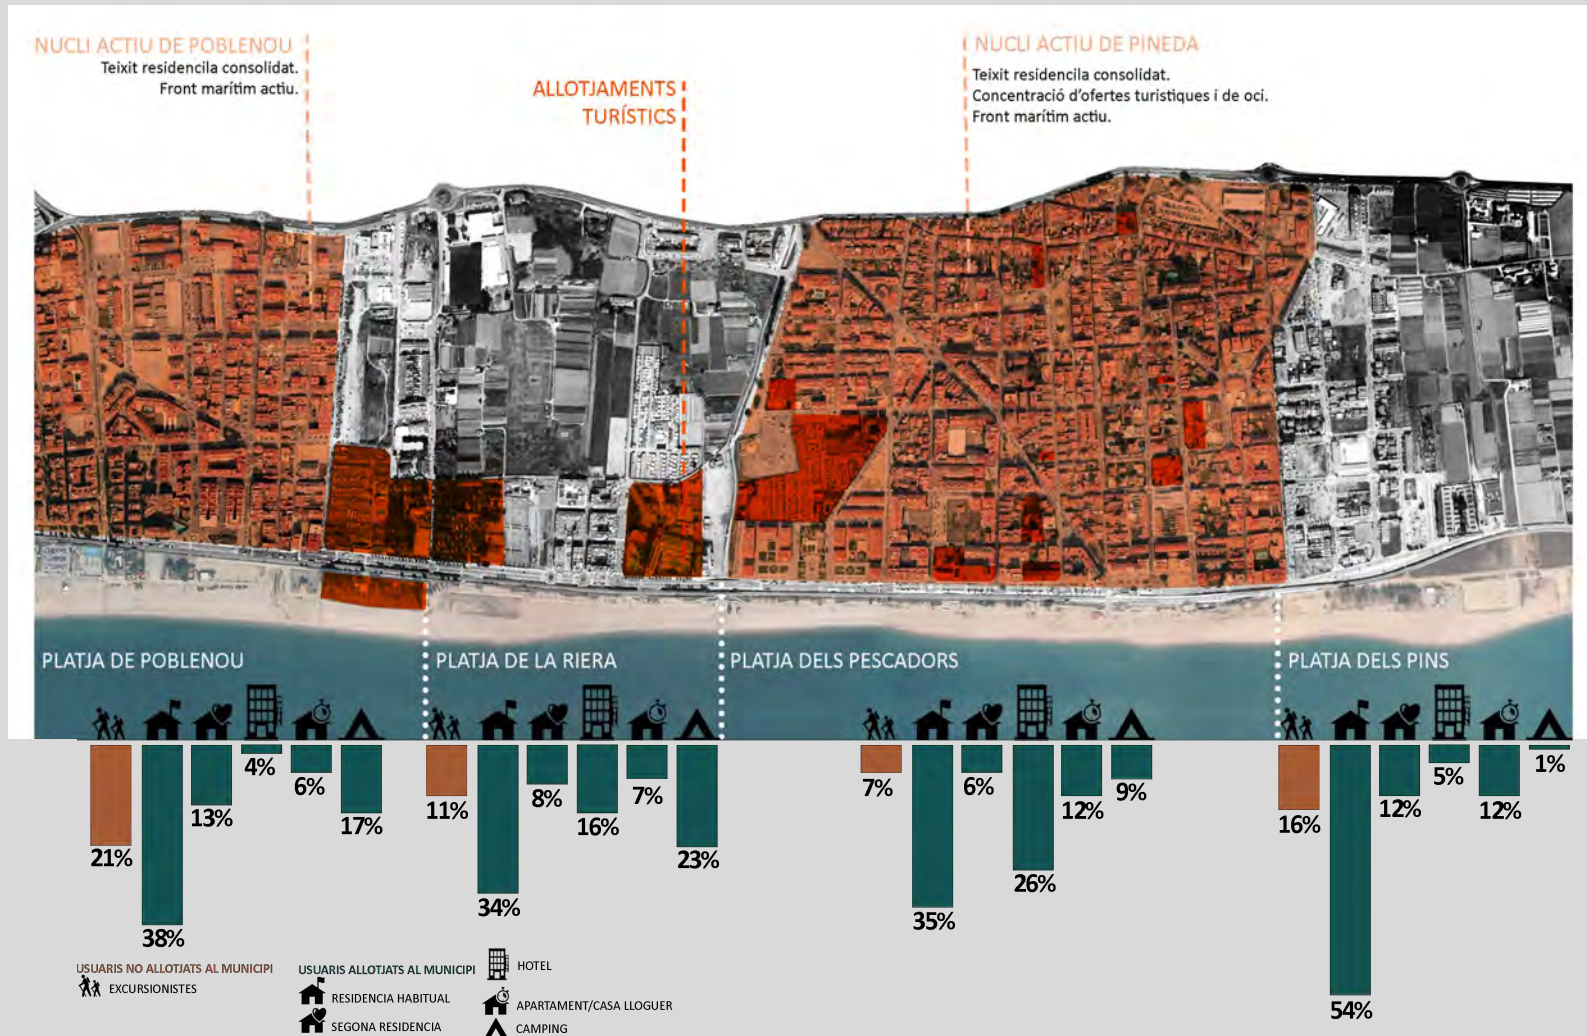 NUCLI ACTIU DE POBLENOU
Teixit residencila consolidat.
Front marítim actiu.
ALLOTJAMENTS
TURÍSTICS
NUCLI ACTIU DE PINEDA
Teixit residencila consolidat.
Concentració d'ofertes turistiques i de oci.
Front marítim actiu.
PLATJA DE POBLENOU
PLATJA DE LA RIERA
PLATJA DELS PESCADORS
PLATJA DELS PINS
21%
38%
13%
4%
6%
17%
11%
34%
8%
16%
7%
23%
7%
35%
6%
26%
12%
9%
16%
54%
12%
5%
12%
1%
USUARIS NO ALLOTJATS AL MUNICIPI
EXCURSIONISTES
USUARIS ALLOTJATS AL MUNICIPI
RESIDENCIA HABITUAL
SEGONA RESIDENCIA
HOTEL
APARTAMENT/CASA LLOGUER
CAMPING